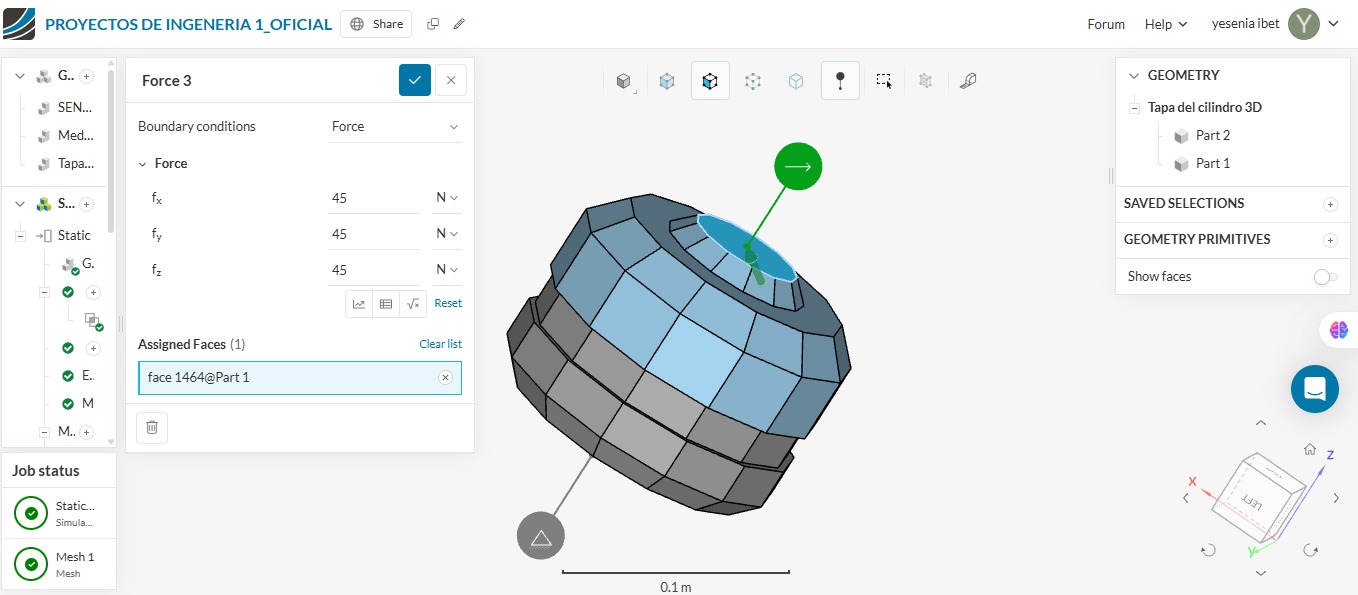 PROYECTOS DE INGENERIA 1_OFICIAL
Share
Forum
Help
yesenia ibet
Y
G..
SEN...
Med...
Tapa...
S...
Static
G.
E.
M
M..
Job status
Static...
Simula...
Mesh 1
Mesh
Force 3
Boundary conditions
Force
Force
fx
45
N
fy
45
N
fz
45
N
√x
Reset
Assigned Faces (1)
Clear list
face 1464@Part 1
0.1 m
GEOMETRY
Tapa del cilindro 3D
Part 2
Part 1
SAVED SELECTIONS
GEOMETRY PRIMITIVES
Show faces
Z
X
LEFT
Y